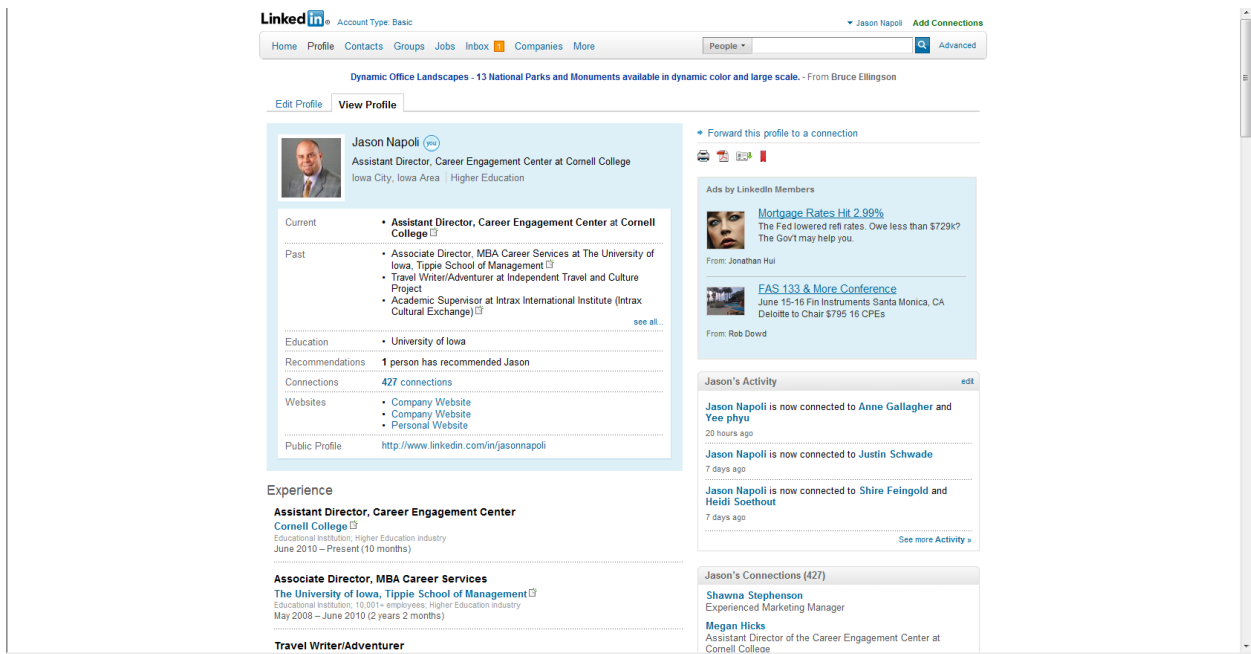 Linked in® Account Type: Basic
Jason Napoli Add Connections
Home Profile Contacts Groups Jobs Inbox 1 Companies More
People Advanced
Dynamic Office Landscapes - 13 National Parks and Monuments available in dynamic color and large scale. - From Bruce Ellingson
Edit Profile View Profile
Jason Napoli you
Assistant Director, Career Engagement Center at Cornell College
Iowa City, Iowa Area | Higher Education
Current • Assistant Director, Career Engagement Center at Cornell
College
Past • Associate Director, MBA Career Services at The University of
Iowa, Tippie School of Management
• Travel Writer/Adventurer at Independent Travel and Culture
Project
• Academic Supervisor at Intrax International Institute (Intrax
Cultural Exchange)
see all...
Education • University of Iowa
Recommendations 1 person has recommended Jason
Connections 427 connections
Websites • Company Website
• Company Website
• Personal Website
Public Profile http://www.linkedin.com/in/jasonnapoli
Experience
Assistant Director, Career Engagement Center
Cornell College
Educational Institution; Higher Education industry
June 2010 – Present (10 months)
Associate Director, MBA Career Services
The University of Iowa, Tippie School of Management
Educational Institution; 10,001+ employees; Higher Education industry
May 2008 – June 2010 (2 years 2 months)
Travel Writer/Adventurer
Forward this profile to a connection
Ads by LinkedIn Members
Mortgage Rates Hit 2.99%
The Fed lowered refi rates. Owe less than $729k?
The Gov't may help you.
From: Jonathan Hui
FAS 133 & More Conference
June 15-16 Fin Instruments Santa Monica, CA
Deloitte to Chair $795 16 CPEs
From: Rob Dowd
Jason's Activity edit
Jason Napoli is now connected to Anne Gallagher and
Yee phyu
20 hours ago
Jason Napoli is now connected to Justin Schwade
7 days ago
Jason Napoli is now connected to Shire Feingold and
Heidi Soethout
7 days ago
See more Activity »
Jason's Connections (427)
Shawna Stephenson
Experienced Marketing Manager
Megan Hicks
Assistant Director of the Career Engagement Center at
Cornell College